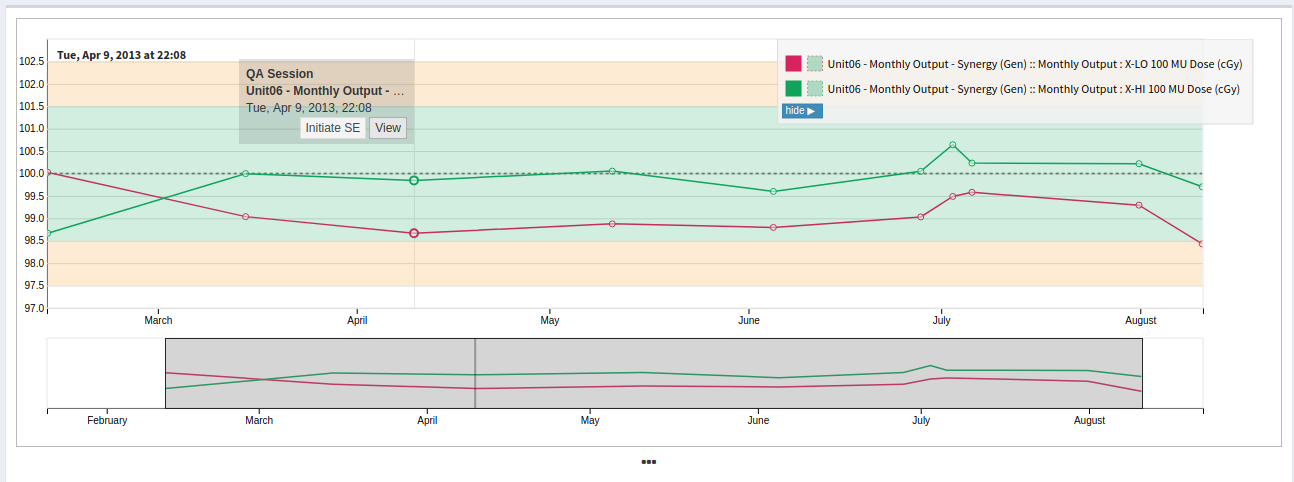 Tue, Apr 9, 2013 at 22:08
QA Session
Unit06 - Monthly Output - ...
Tue, Apr 9, 2013, 22:08
Initiate SE View
Unit06 - Monthly Output - Synergy (Gen) :: Monthly Output : X-LO 100 MU Dose (cGy)
Unit06 - Monthly Output - Synergy (Gen) :: Monthly Output : X-HI 100 MU Dose (cGy)
hide ▶
102.5
102.0
101.5
101.0
100.5
100.0
99.5
99.0
98.5
98.0
97.5
97.0
March April May June July August
February March April May June July August
•••